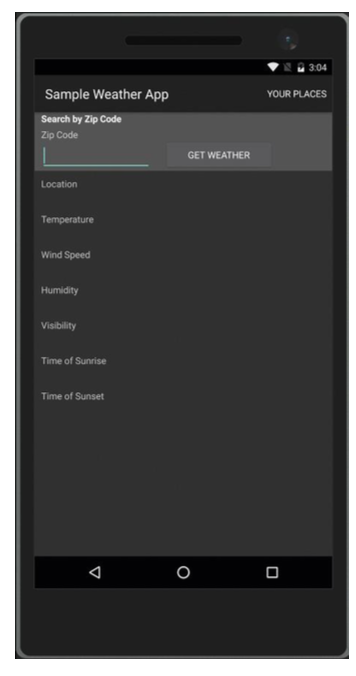 3:04
Sample Weather App YOUR PLACES
Search by Zip Code
Zip Code
GET WEATHER
Location
Temperature
Wind Speed
Humidity
Visibility
Time of Sunrise
Time of Sunset